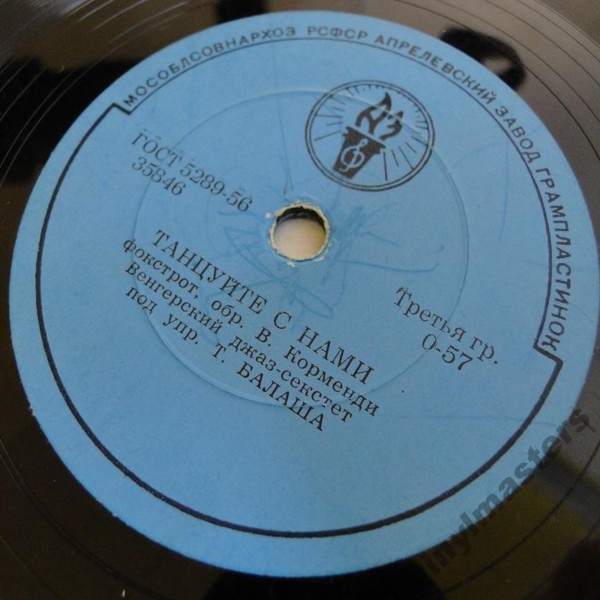 МОСОБЛСОВНАРХОЗ РСФСР АПРЕЛЕВСКИЙ ЗАВОД ГРАМПЛАСТИНОК
ГОСТ 5289-56
35846
Третья гр.
0-57
ТАНЦУЙТЕ С НАМИ
фокстрот, обр. В. Корменди
Венгерский джаз-секстет
под упр. Т. БАЛАША
inylmasters